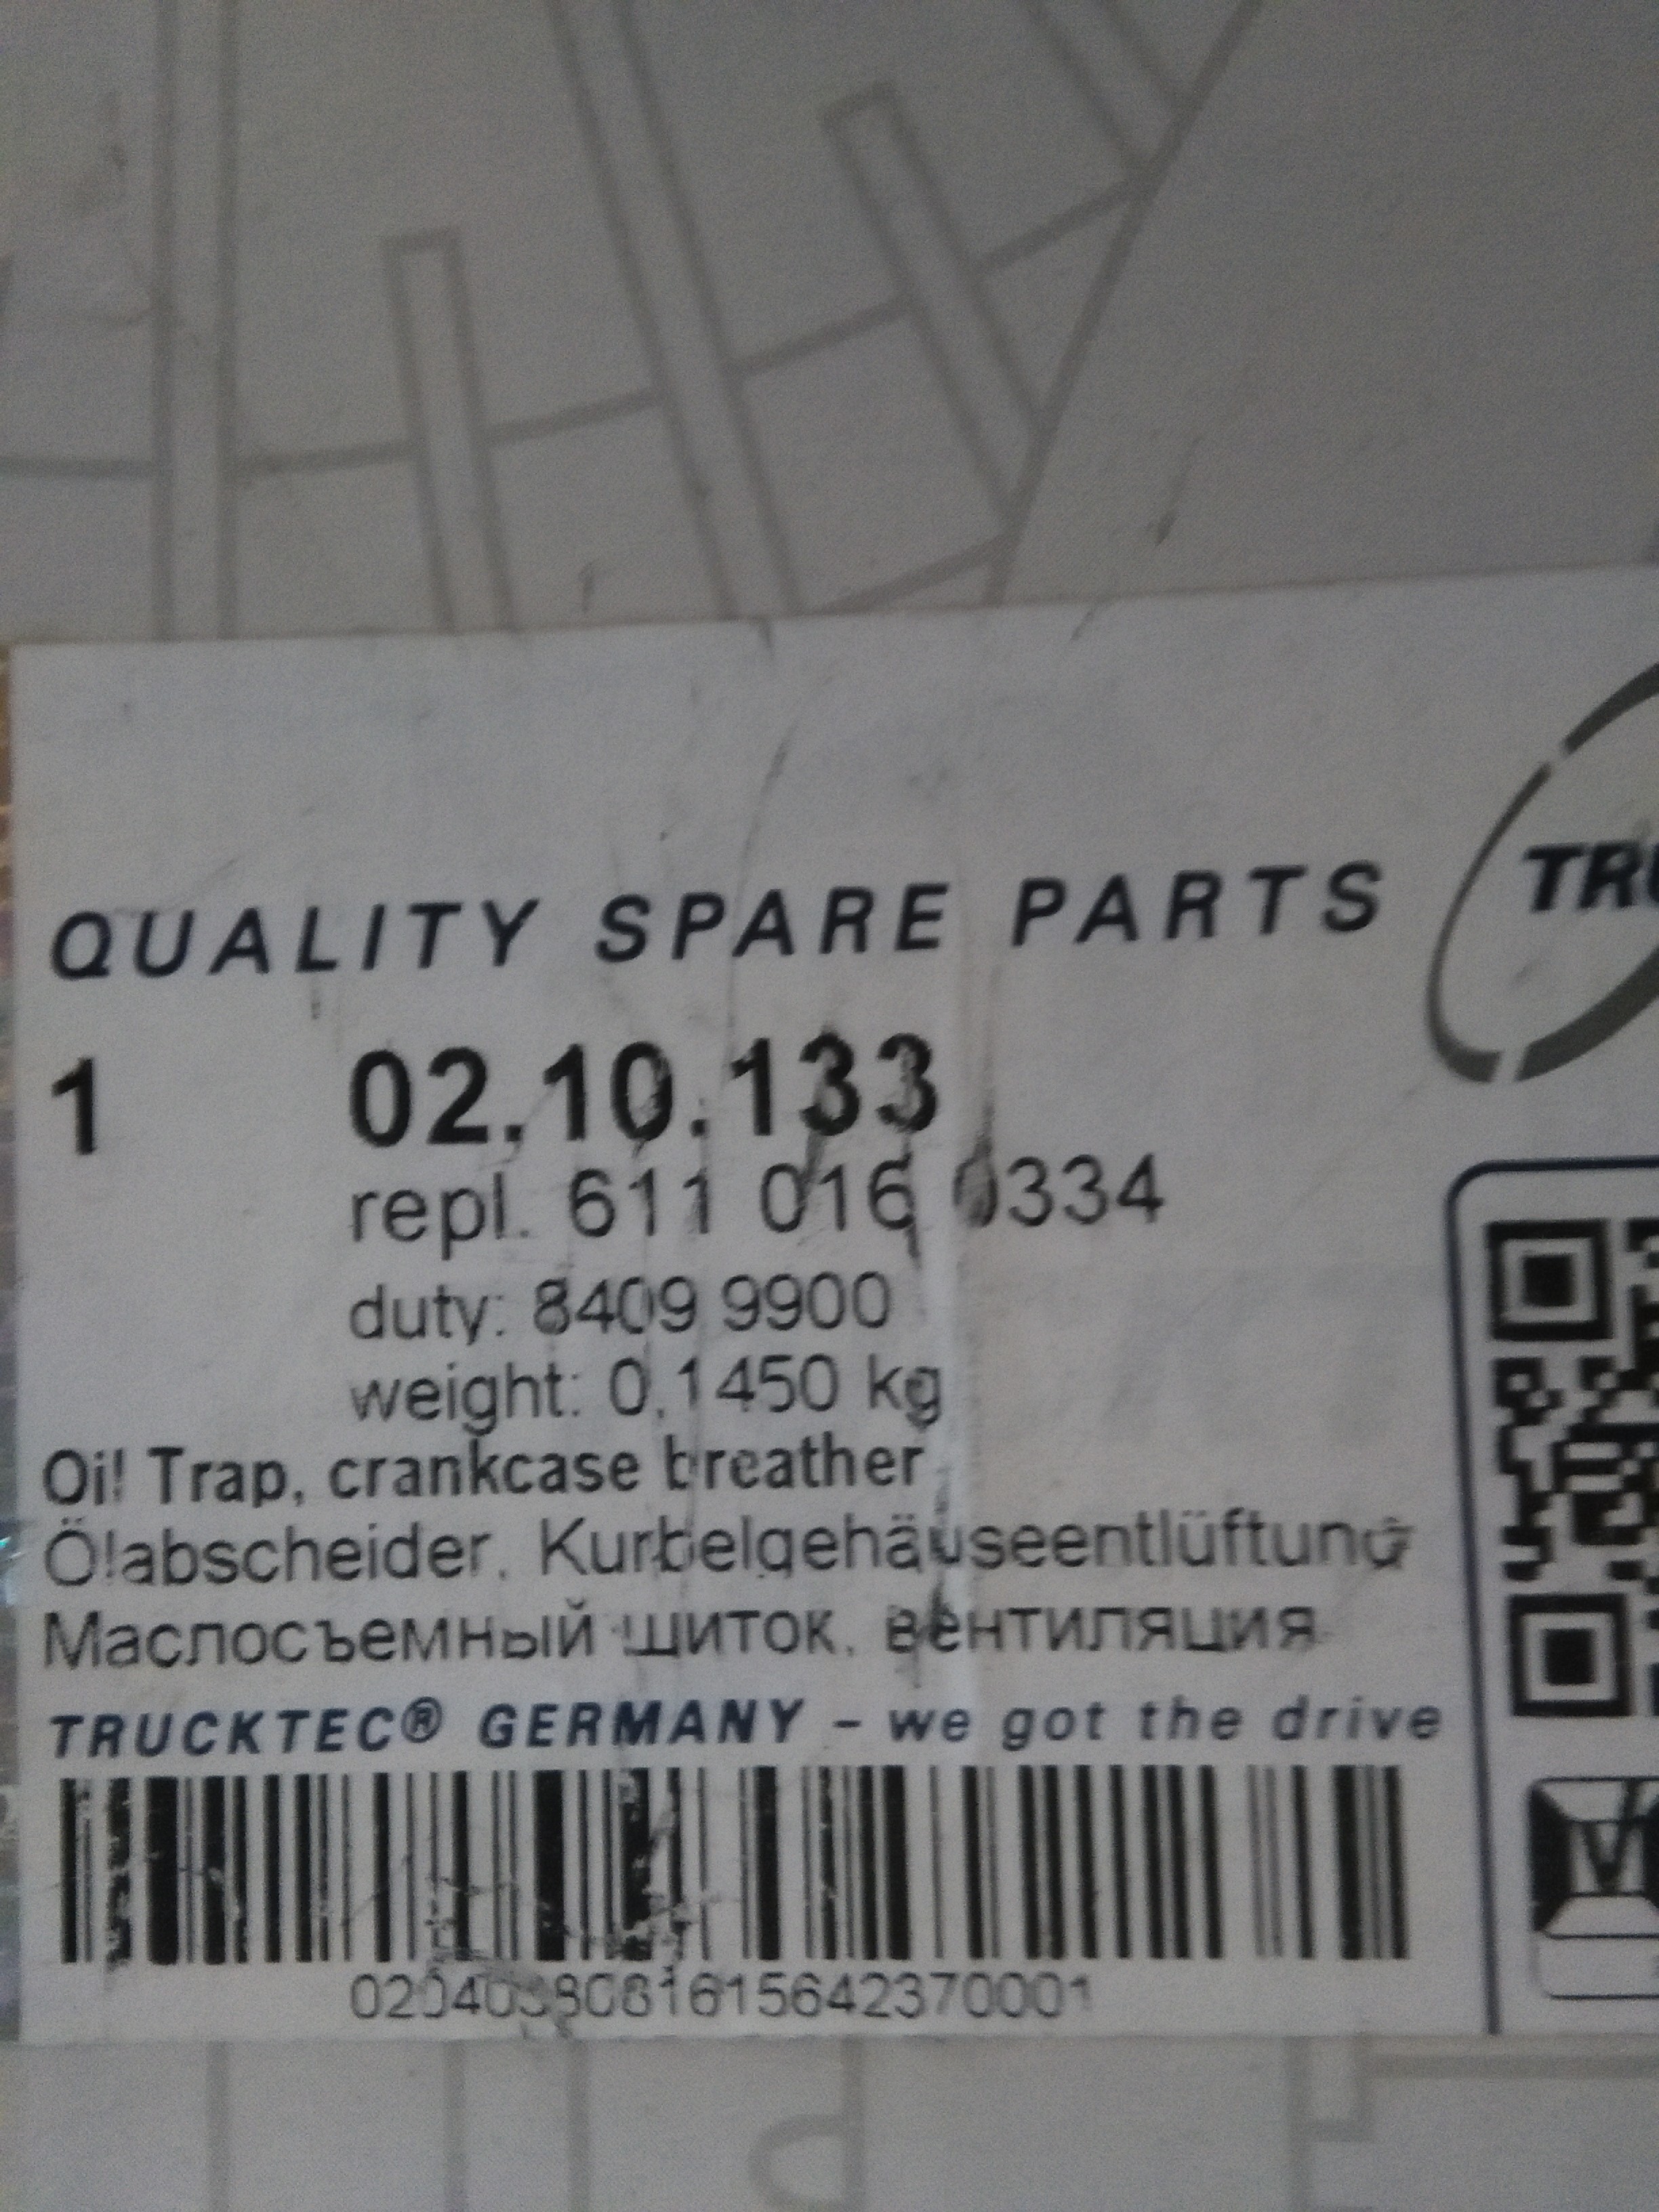 QUALITY SPARE PARTS
TRU
1 02.10.133
repl. 611 016 0334
duty: 8409 9900
weight: 0,1450 kg
Oil Trap, crankcase breather
Ölabscheider, Kurbelgehäuseentlüftung
Маслосъемный щиток, вентиляция
TRUCKTEC® GERMANY - we got the drive